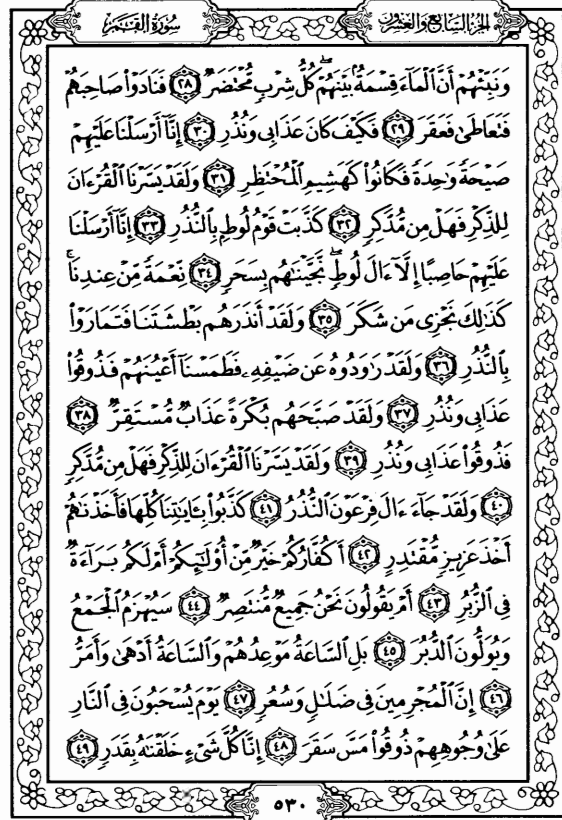 الجزء السابع والعشرون
سورة القمر
وَنَبِّئْهُمْ أَنَّ ٱلْمَآءَ قِسْمَةٌۢ بَيْنَهُمْ ۖ كُلُّ شِرْبٍ مُّحْتَضَرٌ ﴿٢٨﴾ فَنَادَوْا۟ صَاحِبَهُمْ
فَتَعَاطَىٰ فَعَقَرَ ﴿٢٩﴾ فَكَيْفَ كَانَ عَذَابِى وَنُذُرِ ﴿٣٠﴾ إِنَّآ أَرْسَلْنَا عَلَيْهِمْ
صَيْحَةً وَٰحِدَةً فَكَانُوا۟ كَهَشِيمِ ٱلْمُحْتَظِرِ ﴿٣١﴾ وَلَقَدْ يَسَّرْنَا ٱلْقُرْءَانَ
لِلذِّكْرِ فَهَلْ مِن مُّدَّكِرٍ ﴿٣٢﴾ كَذَّبَتْ قَوْمُ لُوطٍۭ بِٱلنُّذُرِ ﴿٣٣﴾ إِنَّآ أَرْسَلْنَا
عَلَيْهِمْ حَاصِبًا إِلَّآ ءَالَ لُوطٍ ۖ نَّجَّيْنَٰهُم بِسَحَرٍ ﴿٣٤﴾ نِّعْمَةً مِّنْ عِندِنَا ۚ
كَذَٰلِكَ نَجْزِى مَن شَكَرَ ﴿٣٥﴾ وَلَقَدْ أَنذَرَهُم بَطْشَتَنَا فَتَمَارَوْا۟
بِٱلنُّذُرِ ﴿٣٦﴾ وَلَقَدْ رَٰوَدُوهُ عَن ضَيْفِهِۦ فَطَمَسْنَآ أَعْيُنَهُمْ فَذُوقُوا۟
عَذَابِى وَنُذُرِ ﴿٣٧﴾ وَلَقَدْ صَبَّحَهُم بُكْرَةً عَذَابٌ مُّسْتَقِرٌّ ﴿٣٨﴾
فَذُوقُوا۟ عَذَابِى وَنُذُرِ ﴿٣٩﴾ وَلَقَدْ يَسَّرْنَا ٱلْقُرْءَانَ لِلذِّكْرِ فَهَلْ مِن مُّدَّكِرٍ
﴿٤٠﴾ وَلَقَدْ جَآءَ ءَالَ فِرْعَوْنَ ٱلنُّذُرُ ﴿٤١﴾ كَذَّبُوا۟ بِـَٔايَٰتِنَا كُلِّهَا فَأَخَذْنَٰهُمْ
أَخْذَ عَزِيزٍ مُّقْتَدِرٍ ﴿٤٢﴾ أَكُفَّارُكُمْ خَيْرٌ مِّنْ أُو۟لَٰٓئِكُمْ أَمْ لَكُم بَرَآءَةٌ
فِى ٱلزُّبُرِ ﴿٤٣﴾ أَمْ يَقُولُونَ نَحْنُ جَمِيعٌ مُّنتَصِرٌ ﴿٤٤﴾ سَيُهْزَمُ ٱلْجَمْعُ
وَيُوَلُّونَ ٱلدُّبُرَ ﴿٤٥﴾ بَلِ ٱلسَّاعَةُ مَوْعِدُهُمْ وَٱلسَّاعَةُ أَدْهَىٰ وَأَمَرُّ
﴿٤٦﴾ إِنَّ ٱلْمُجْرِمِينَ فِى ضَلَٰلٍ وَسُعُرٍ ﴿٤٧﴾ يَوْمَ يُسْحَبُونَ فِى ٱلنَّارِ
عَلَىٰ وُجُوهِهِمْ ذُوقُوا۟ مَسَّ سَقَرَ ﴿٤٨﴾ إِنَّا كُلَّ شَىْءٍ خَلَقْنَٰهُ بِقَدَرٍ ﴿٤٩﴾
٥٣٠